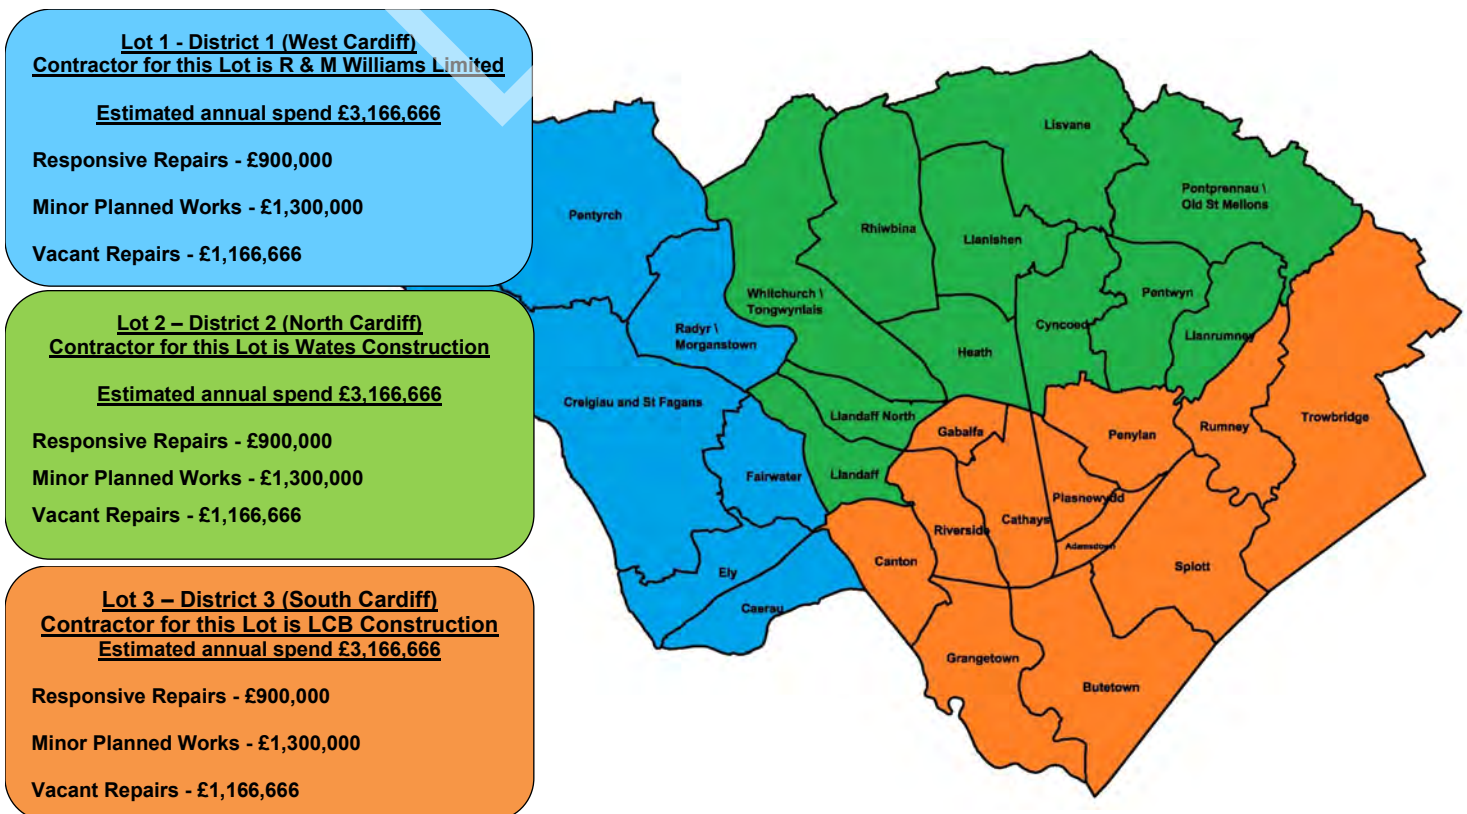 Lot 1 - District 1 (West Cardiff)
Contractor for this Lot is R & M Williams Limited
Estimated annual spend £3,166,666
Responsive Repairs - £900,000
Minor Planned Works - £1,300,000
Vacant Repairs - £1,166,666
Lot 2 – District 2 (North Cardiff)
Contractor for this Lot is Wates Construction
Estimated annual spend £3,166,666
Responsive Repairs - £900,000
Minor Planned Works - £1,300,000
Vacant Repairs - £1,166,666
Lot 3 – District 3 (South Cardiff)
Contractor for this Lot is LCB Construction
Estimated annual spend £3,166,666
Responsive Repairs - £900,000
Minor Planned Works - £1,300,000
Vacant Repairs - £1,166,666
Lisvane
Pontprennau \
Old St Mellons
Pentyrch
Rhiwbina
Llanishen
Whitchurch \
Tongwynlais
Pentwyn
Radyr \
Morganstown
Cyncoed
Llanrumney
Heath
Creigiau and St Fagans
Llandaff North
Gabalfa
Penylan
Rumney
Trowbridge
Fairwater
Llandaff
Plasnewydd
Riverside
Cathays
Adamsdown
Canton
Splott
Ely
Caerau
Grangetown
Butetown